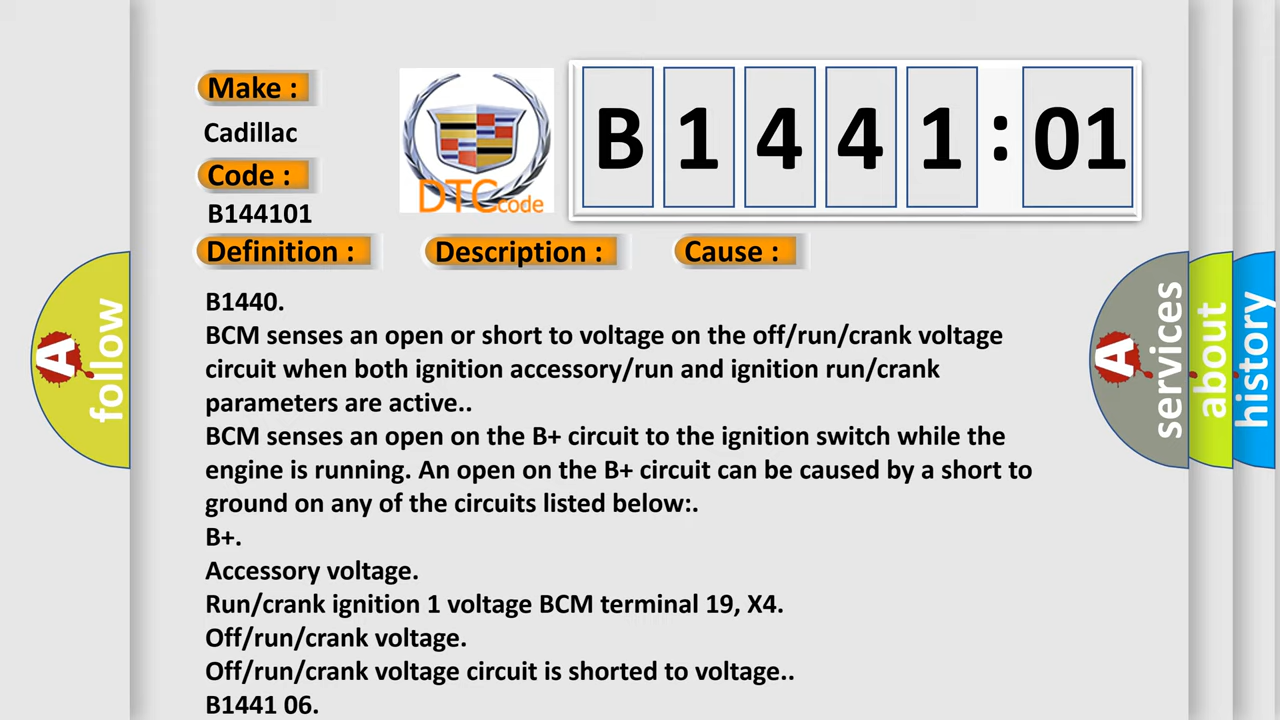 Make :
Cadillac
Code :
B144101
DTCcode
B 1 4 4 1 : 01
Definition : Description : Cause :
B1440.
BCM senses an open or short to voltage on the off/run/crank voltage
circuit when both ignition accessory/run and ignition run/crank
parameters are active..
BCM senses an open on the B+ circuit to the ignition switch while the
engine is running. An open on the B+ circuit can be caused by a short to
ground on any of the circuits listed below:.
B+.
Accessory voltage.
Run/crank ignition 1 voltage BCM terminal 19, X4.
Off/run/crank voltage.
Off/run/crank voltage circuit is shorted to voltage..
B1441 06.
A follow
A services
about
history